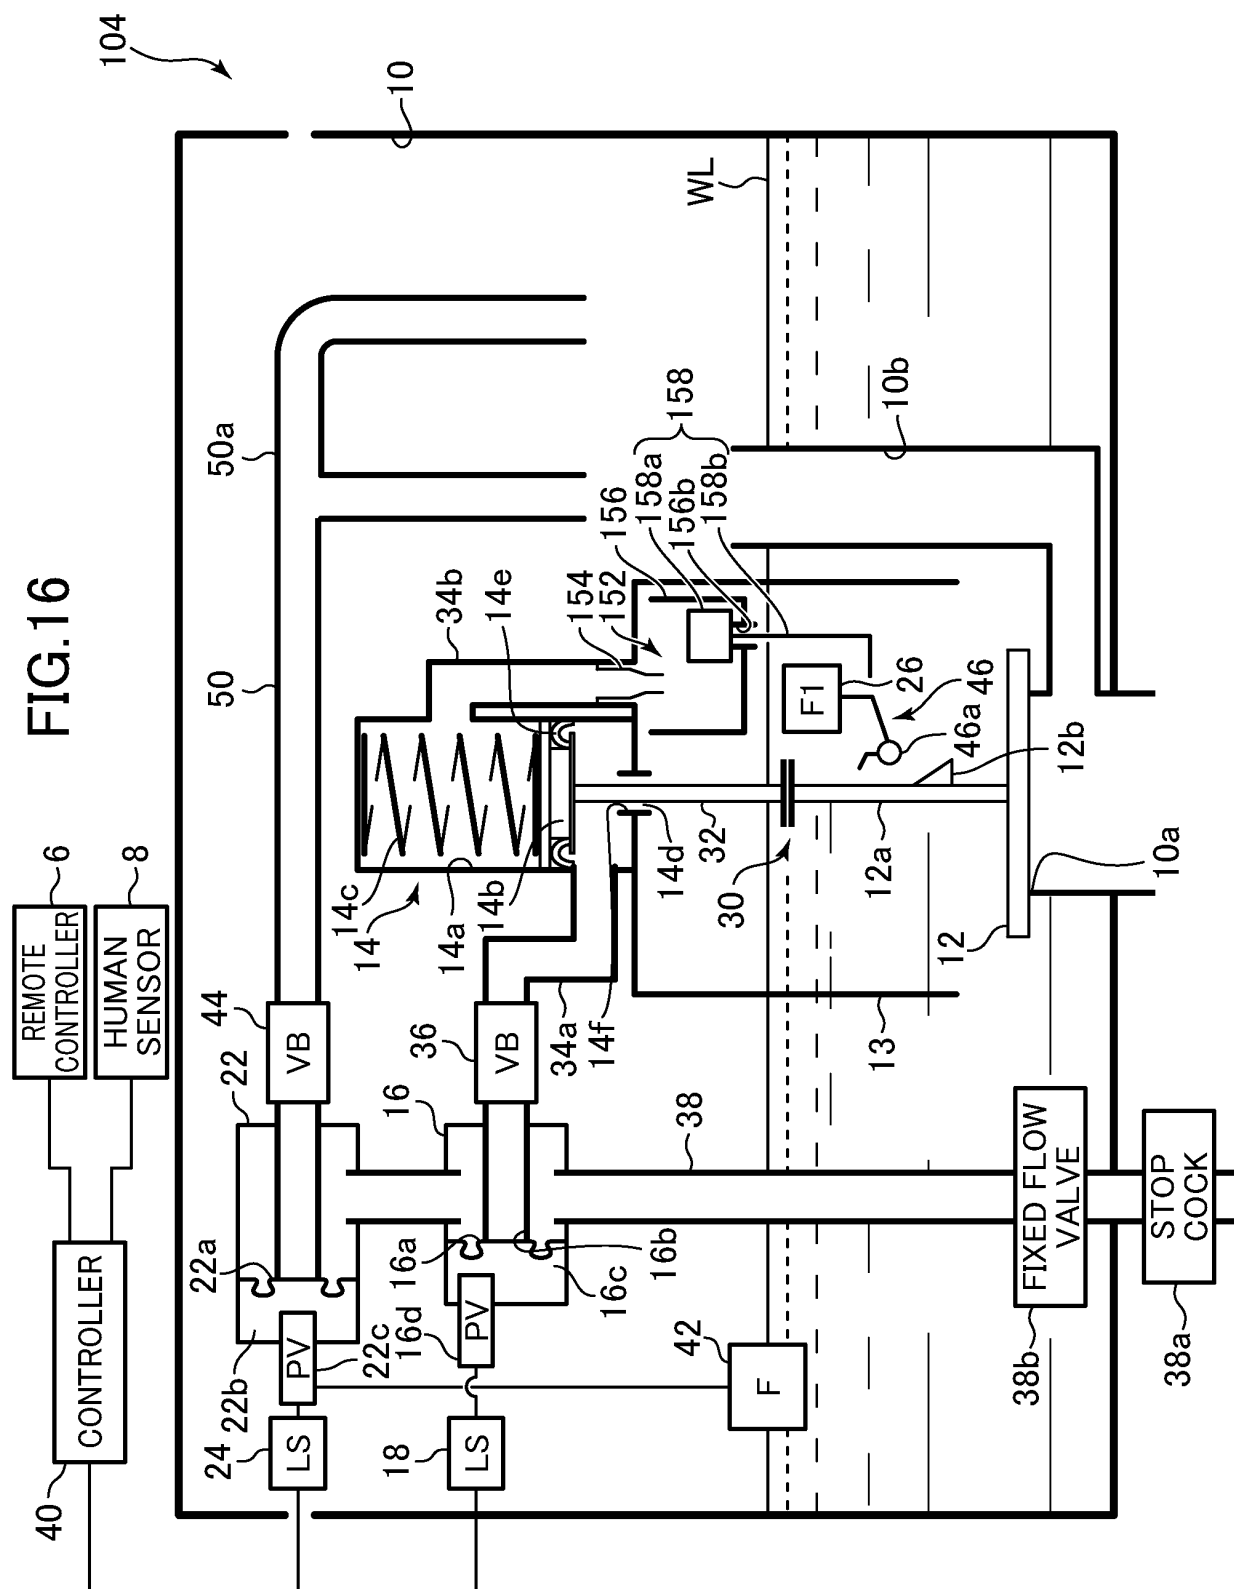 FIG.16
104
REMOTE
CONTROLLER
6
HUMAN
SENSOR
8
CONTROLLER
40
10
WL
50a
50
44
VB
22
22a
22b
PV
22c
24
LS
34b
14e
14c
14
14a
14b
154
152
156
158a
156b
158b
158
10b
36
VB
16
34a
14f
14d
32
30
16a
16b
16c
16d
PV
18
LS
38
42
F
F1
26
46
46a
12b
12a
12
10a
13
FIXED FLOW
VALVE
38b
STOP
COCK
38a